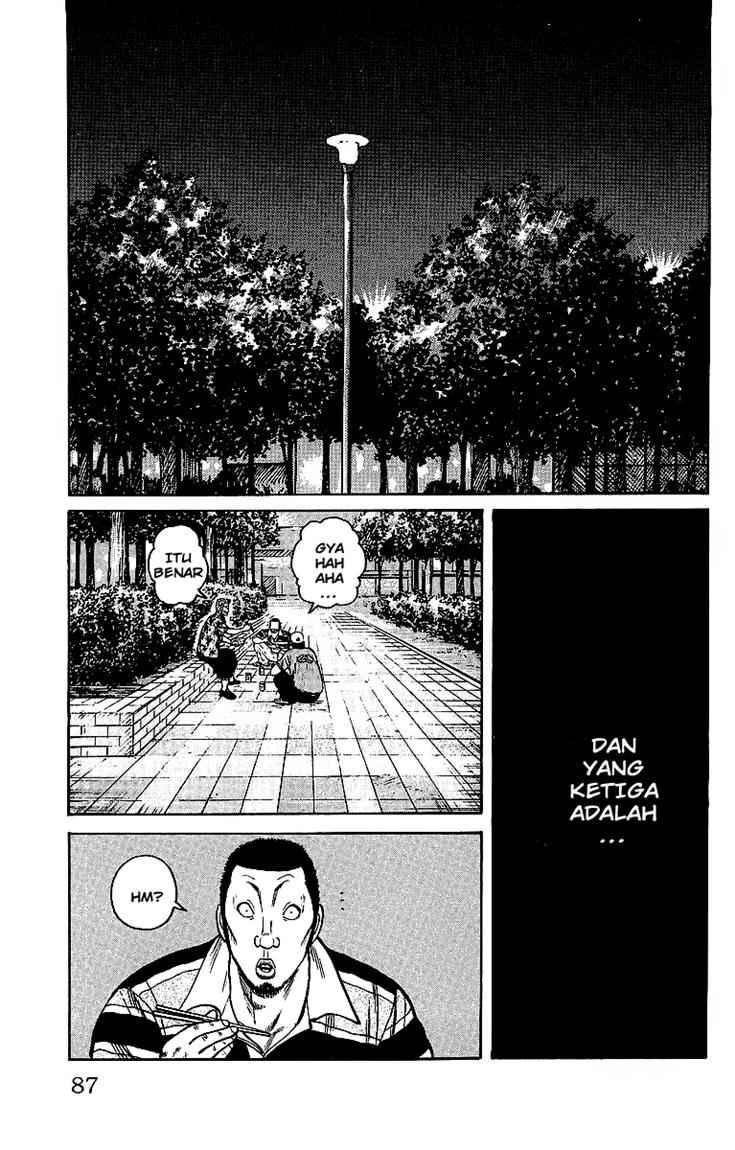 DAN
YANG
KETIGA
ADALAH
...
GYA
HAH
AHA
...
ITU
BENAR
HM?
87